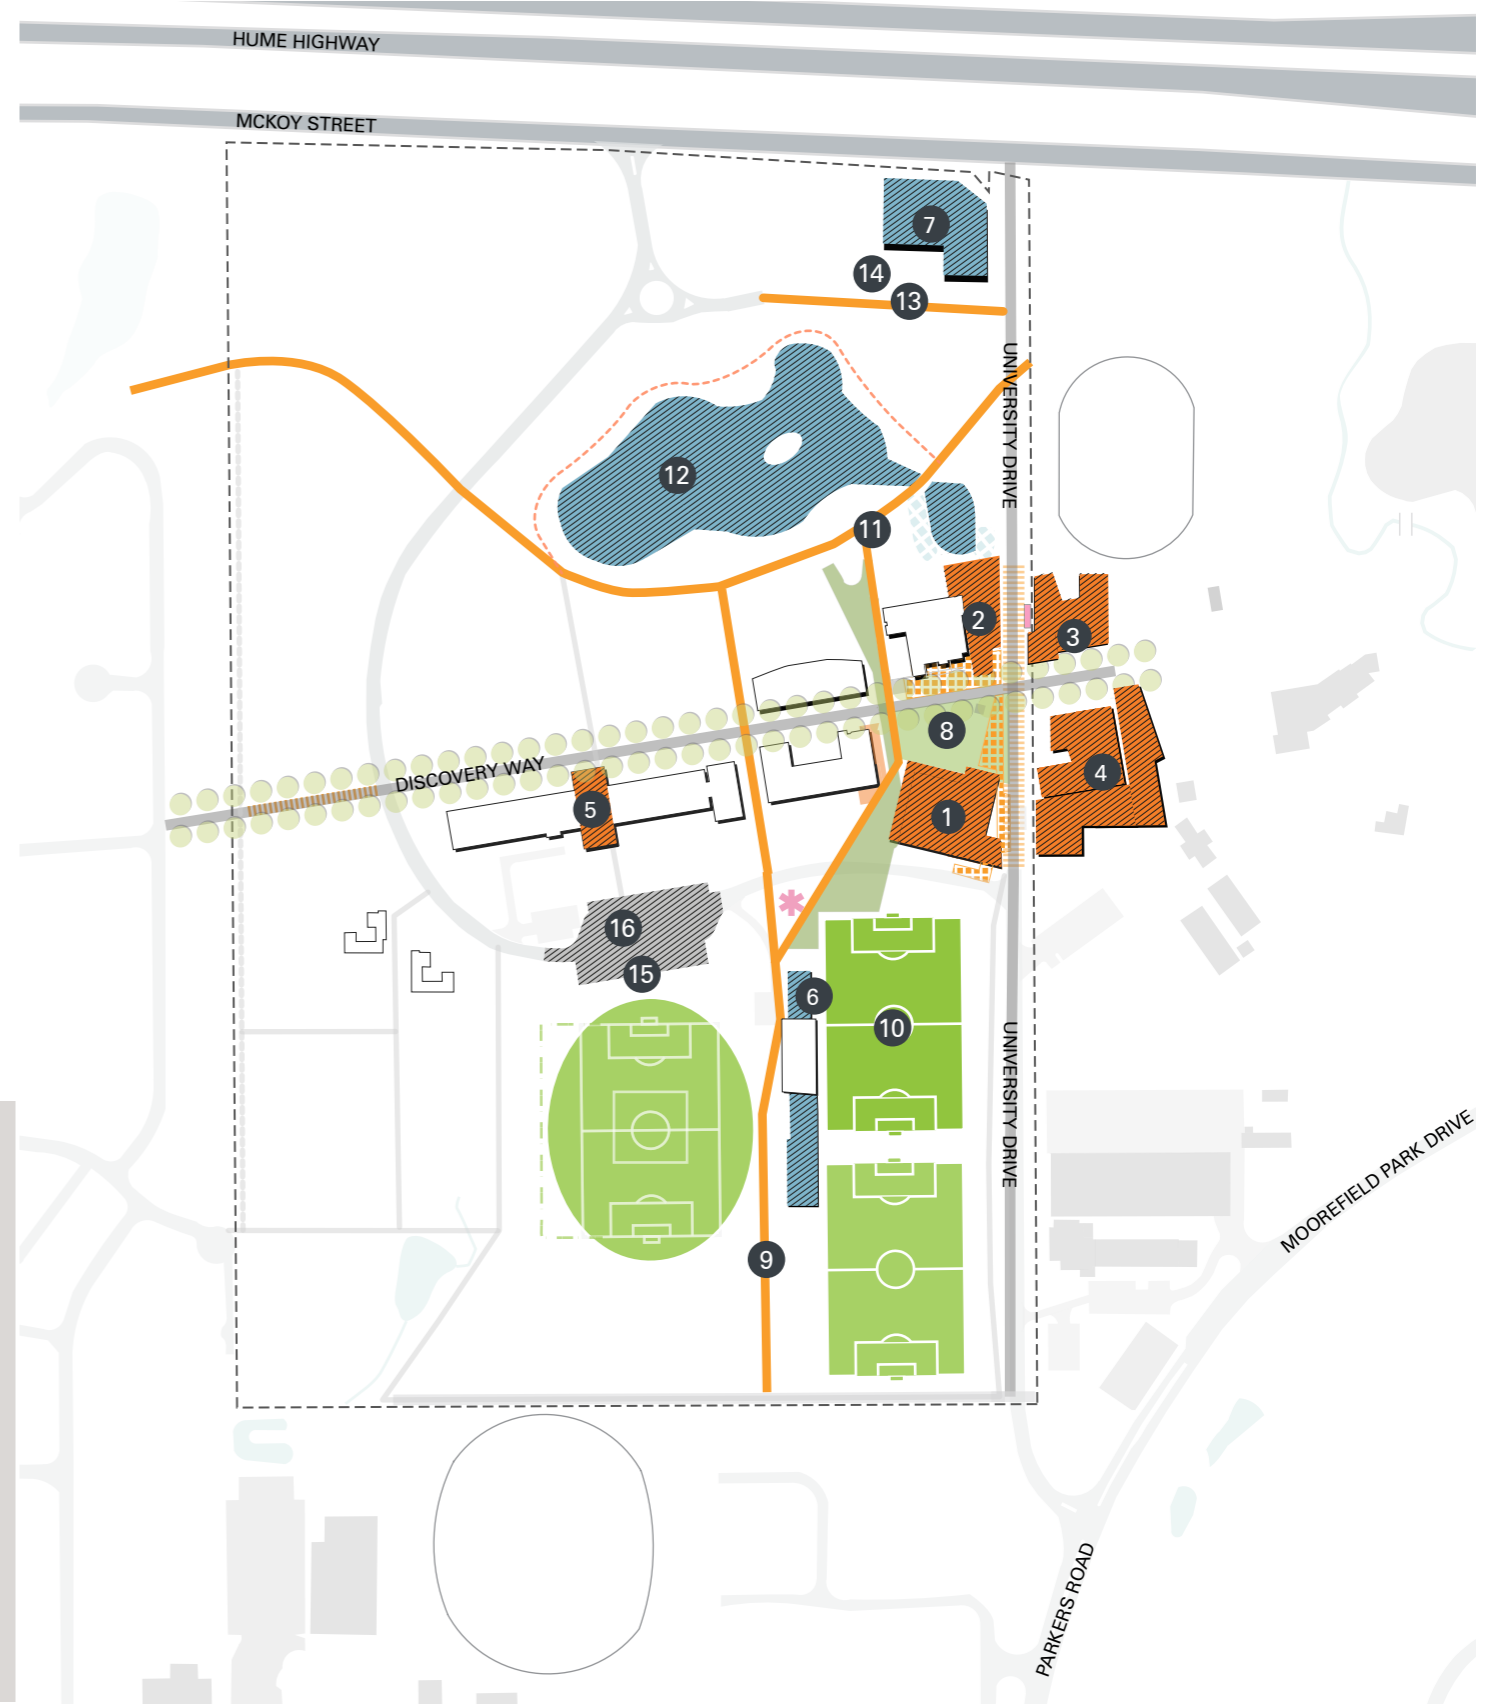 HUME HIGHWAY
MCKOY STREET
7
14
13
UNIVERSITY DRIVE
12
11
2
3
8
4
DISCOVERY WAY
5
1
16
15
6
10
UNIVERSITY DRIVE
MOOREFIELD PARK DRIVE
9
PARKERS ROAD